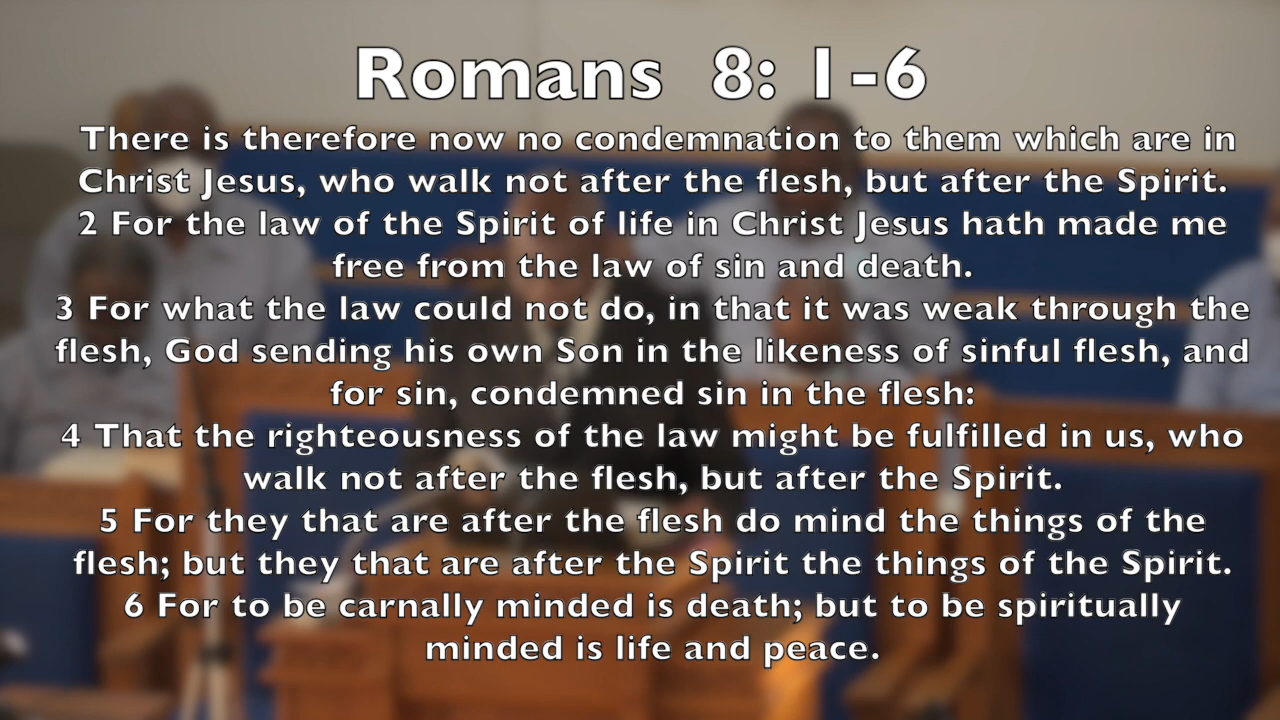 Romans 8: 1-6
There is therefore now no condemnation to them which are in
Christ Jesus, who walk not after the flesh, but after the Spirit.
2 For the law of the Spirit of life in Christ Jesus hath made me
free from the law of sin and death.
3 For what the law could not do, in that it was weak through the
flesh, God sending his own Son in the likeness of sinful flesh, and
for sin, condemned sin in the flesh:
4 That the righteousness of the law might be fulfilled in us, who
walk not after the flesh, but after the Spirit.
5 For they that are after the flesh do mind the things of the
flesh; but they that are after the Spirit the things of the Spirit.
6 For to be carnally minded is death; but to be spiritually
minded is life and peace.